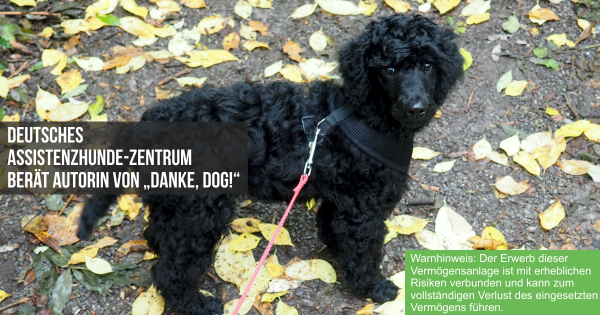 DEUTSCHES
ASSISTENZHUNDE-ZENTRUM
BERÄT AUTORIN VON „DANKE, DOG!“
Warnhinweis: Der Erwerb dieser
Vermögensanlage ist mit erheblichen
Risiken verbunden und kann zum
vollständigen Verlust des eingesetzten
Vermögens führen.